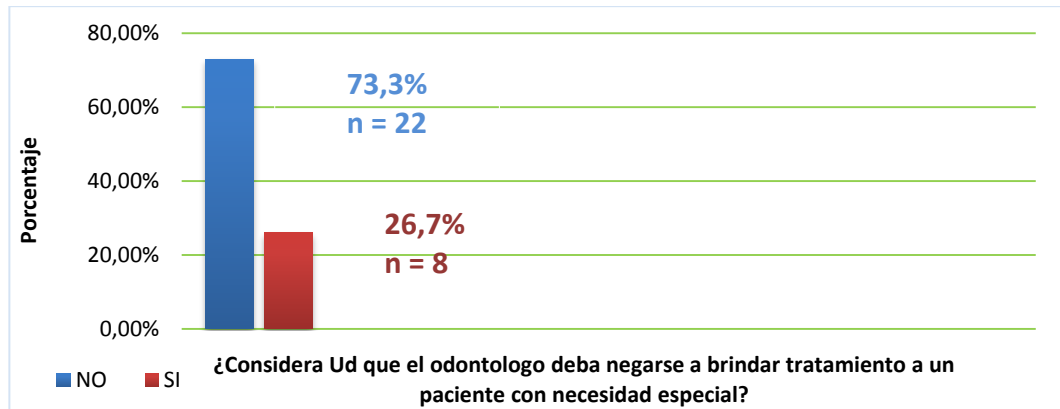 80,00%
60,00%
40,00%
20,00%
0,00%
Porcentaje
73,3%
n = 22
26,7%
n = 8
¿Considera Ud que el odontologo deba negarse a brindar tratamiento a un
paciente con necesidad especial?
NO
SI